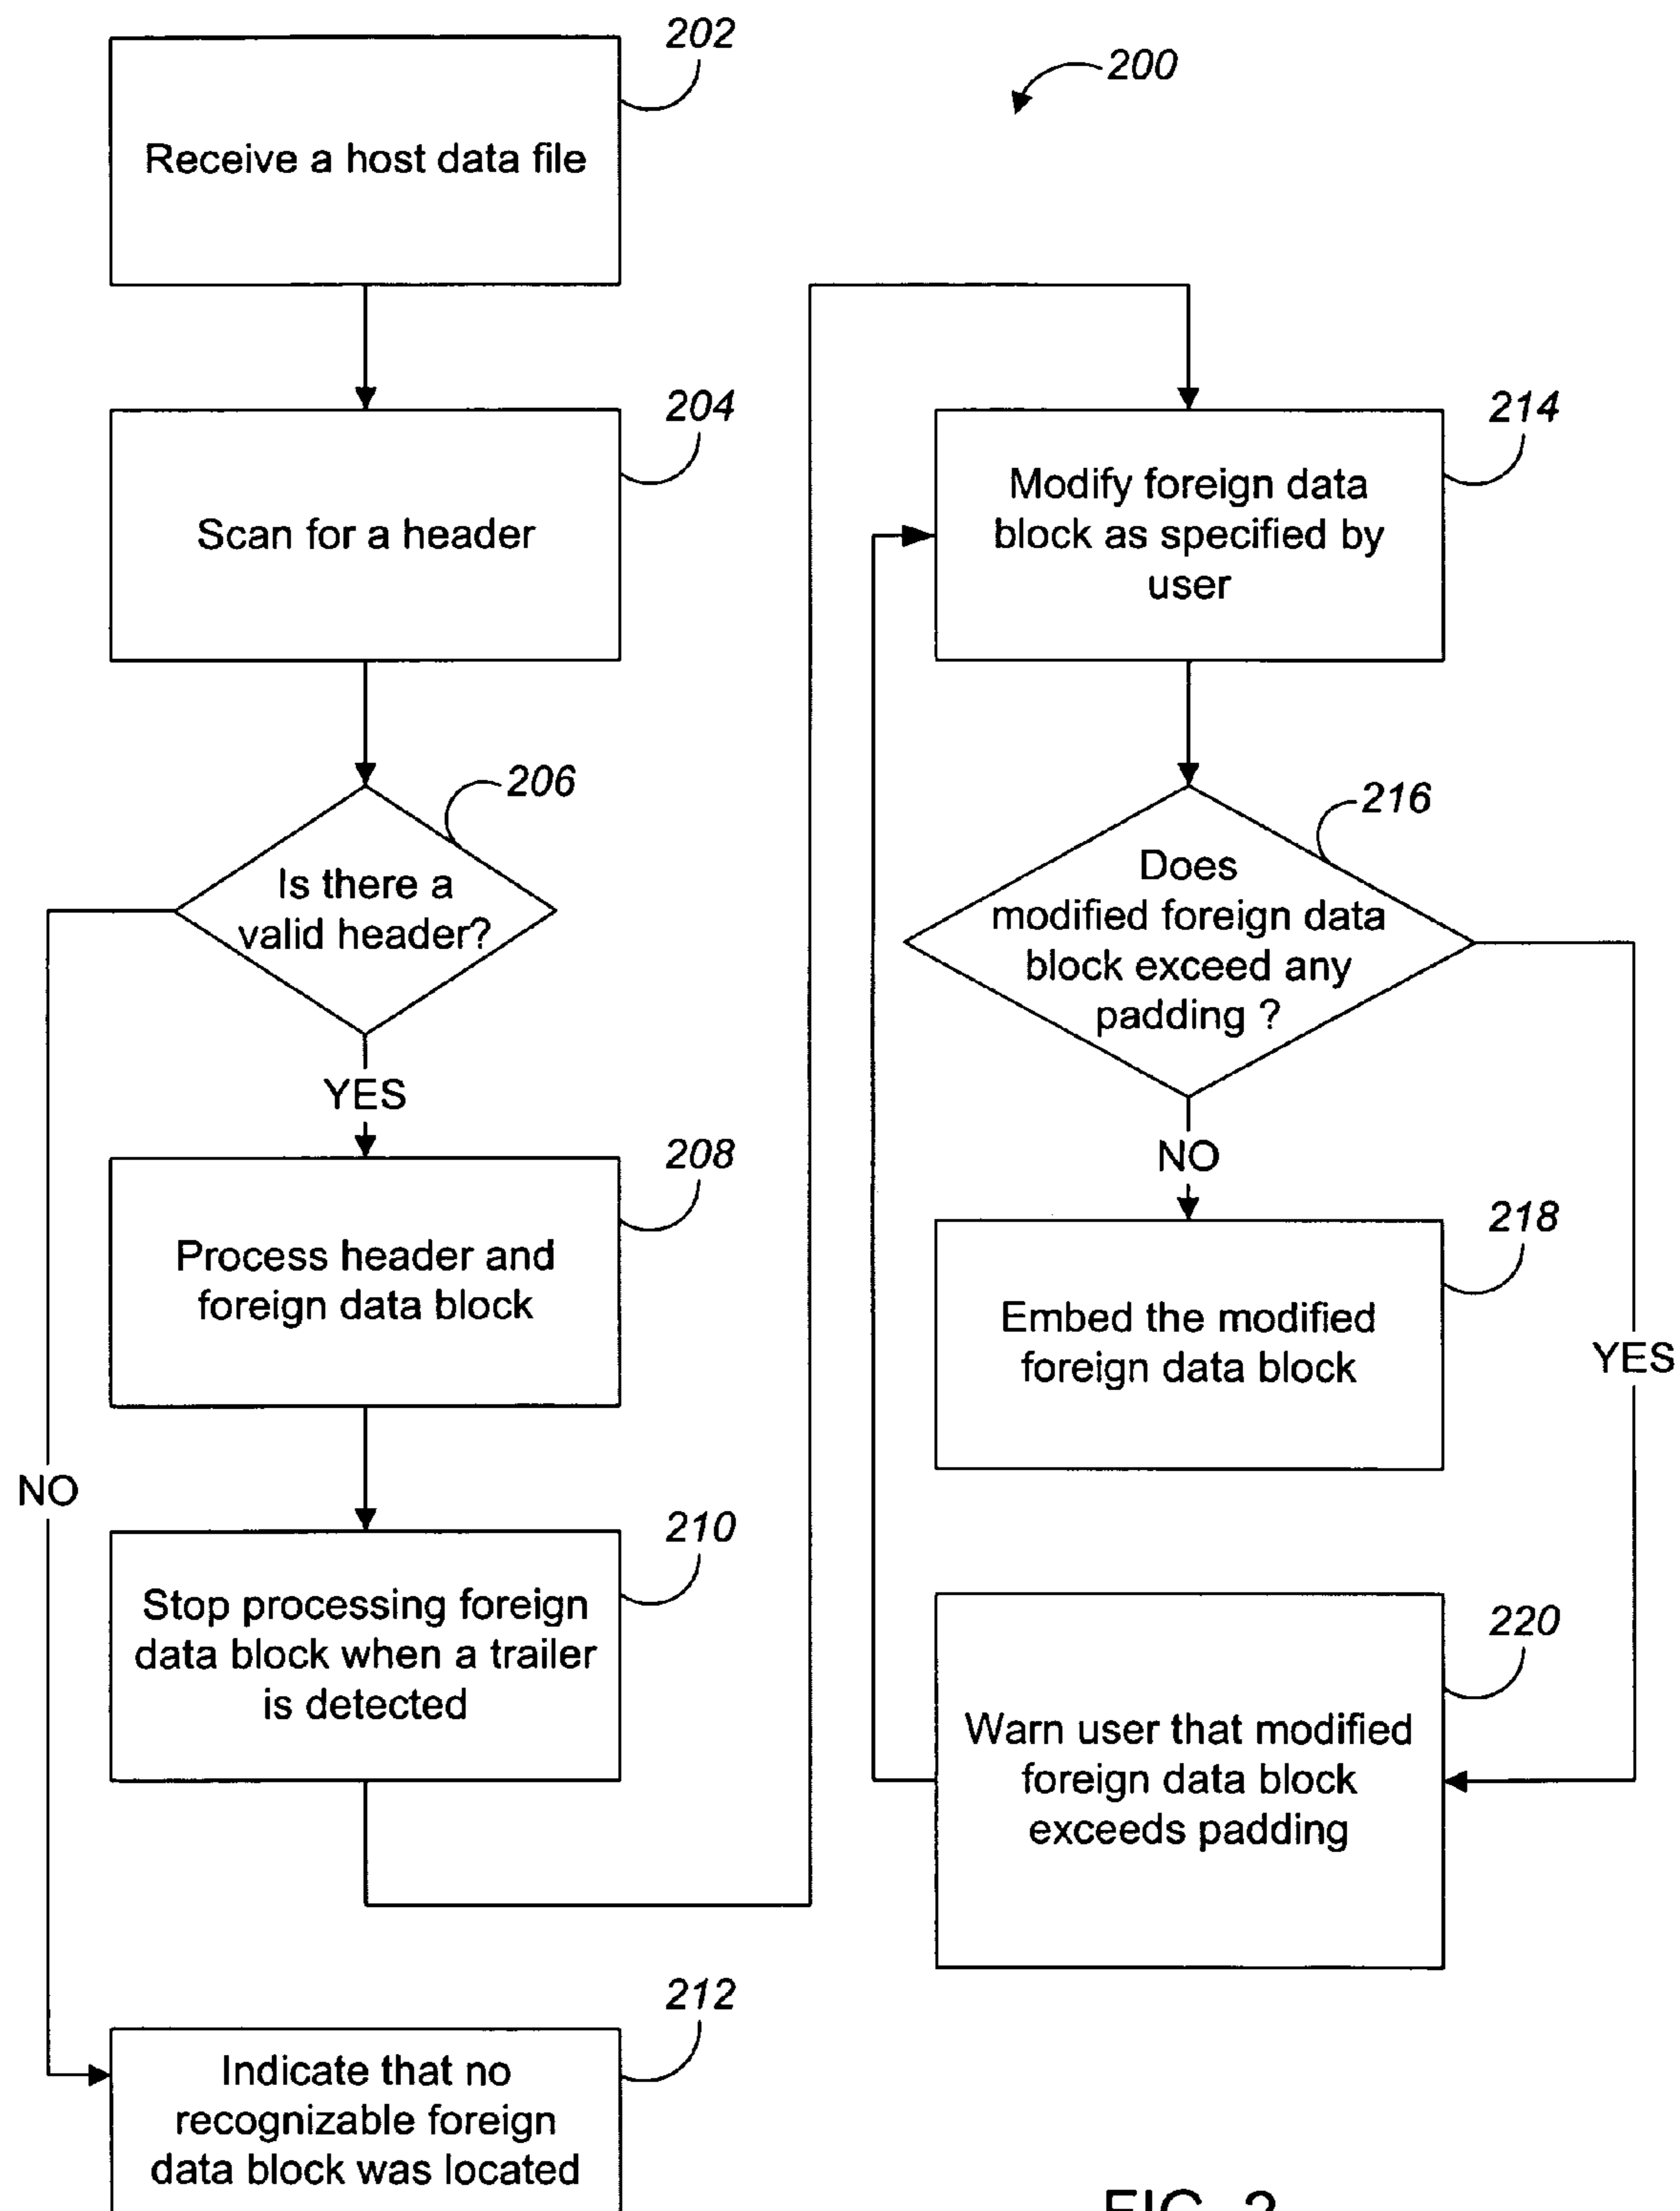 202
200
Receive a host data file
204
Scan for a header
206
Is there a
valid header?
YES
NO
208
Process header and
foreign data block
210
Stop processing foreign
data block when a trailer
is detected
212
Indicate that no
recognizable foreign
data block was located
214
Modify foreign data
block as specified by
user
216
Does
modified foreign data
block exceed any
padding ?
NO
YES
218
Embed the modified
foreign data block
220
Warn user that modified
foreign data block
exceeds padding
FIG. 2